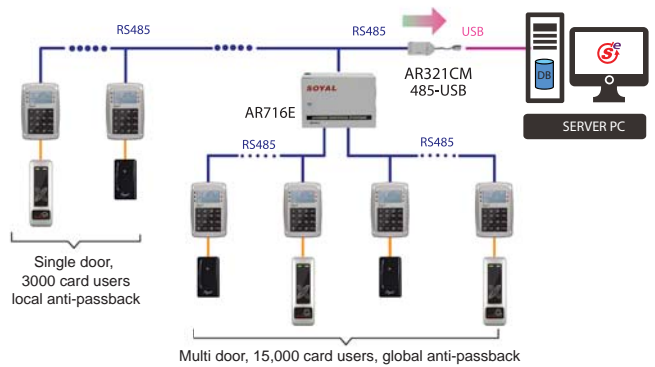 RS485
RS485
USB
AR321CM
485-USB
DB
SERVER PC
SOYAL
AR716E
RS485
RS485
Single door,
3000 card users
local anti-passback
Multi door, 15,000 card users, global anti-passback